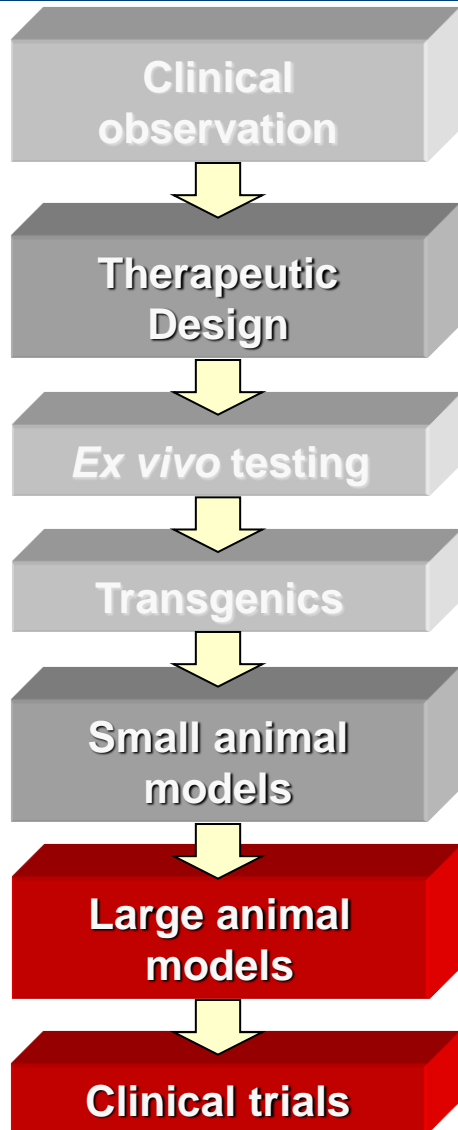 Clinical
observation
Therapeutic
Design
Ex vivo testing
Transgenics
Small animal
models
Large animal
models
Clinical trials